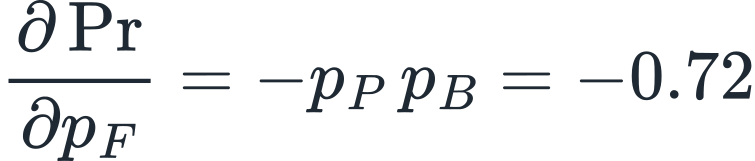 ∂ Pr / ∂p_F = −p_P p_B = −0.72